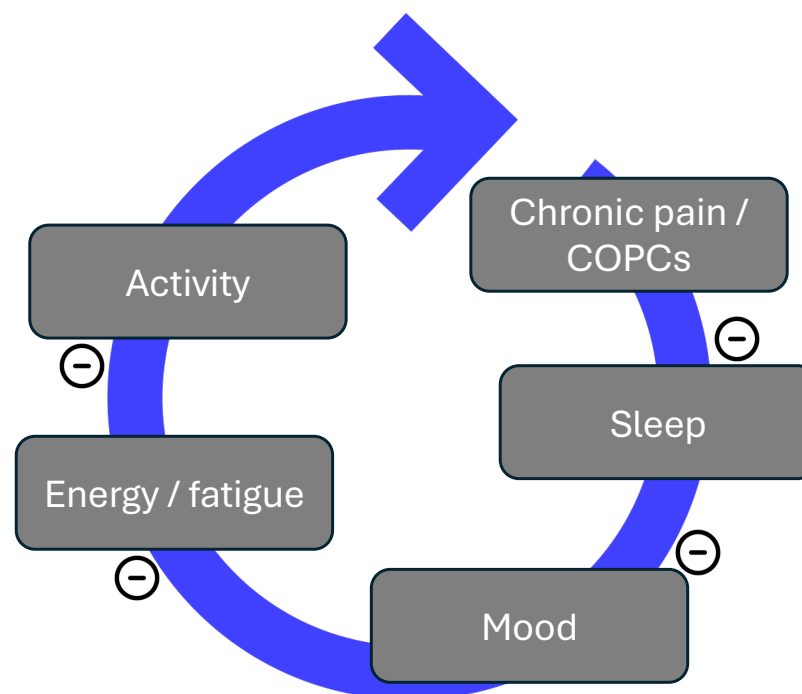 Chronic pain /
COPCs
Activity
−
−
Sleep
Energy / fatigue
−
−
Mood